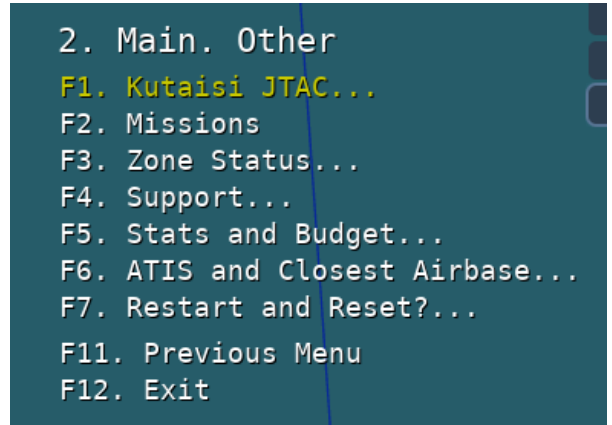 2. Main. Other
F1. Kutaisi JTAC...
F2. Missions
F3. Zone Status...
F4. Support...
F5. Stats and Budget...
F6. ATIS and Closest Airbase...
F7. Restart and Reset?...
F11. Previous Menu
F12. Exit